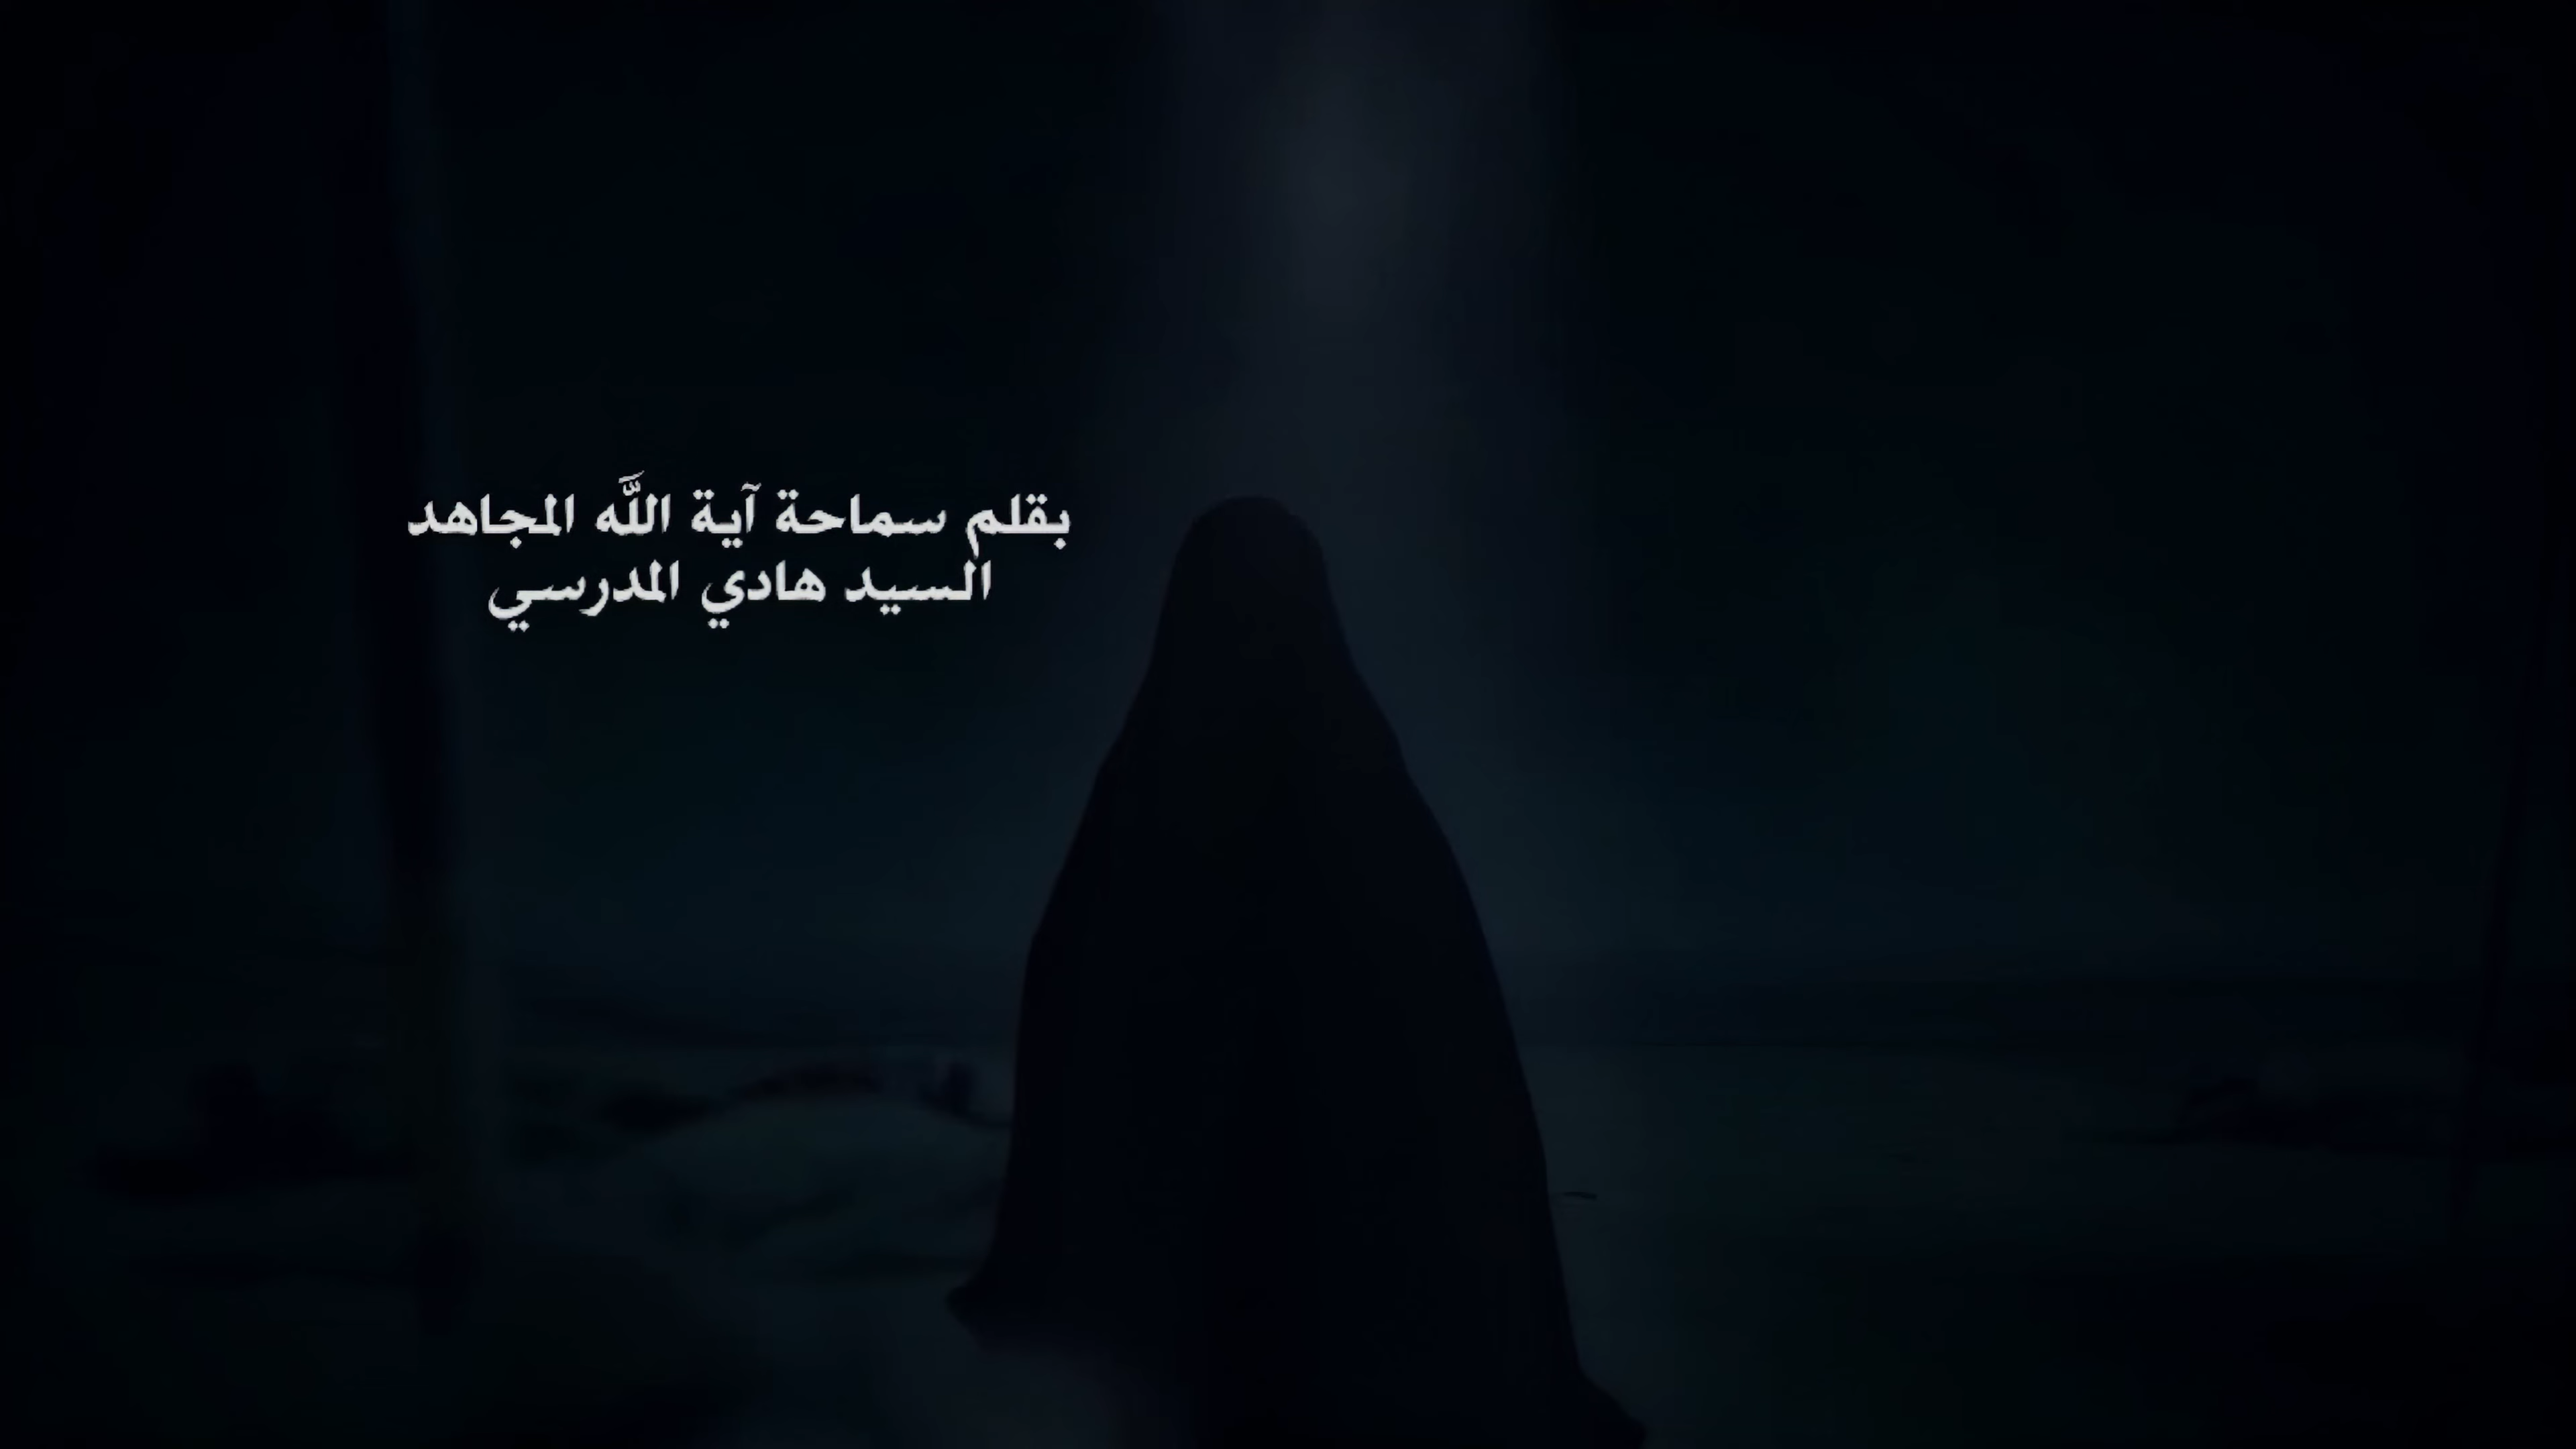 بقلم سماحة آية اللَّه المجاهد
السيد هادي المدرسي